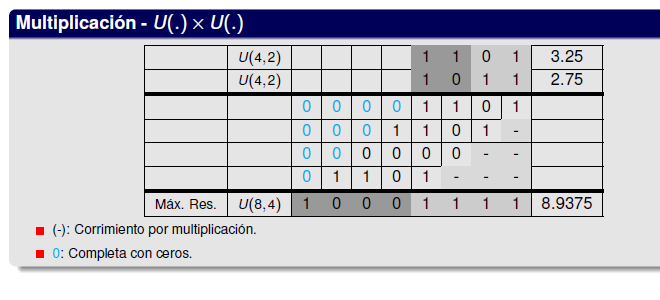 Multiplicación - U(.) × U(.)
U(4,2) 1 1 0 1 3.25
U(4,2) 1 0 1 1 2.75
0 0 0 0 1 1 0 1
0 0 0 1 1 0 1 -
0 0 0 0 0 0 - -
0 1 1 0 1 - - -
Máx. Res. U(8,4) 1 0 0 0 1 1 1 1 8.9375
(-): Corrimiento por multiplicación.
0: Completa con ceros.